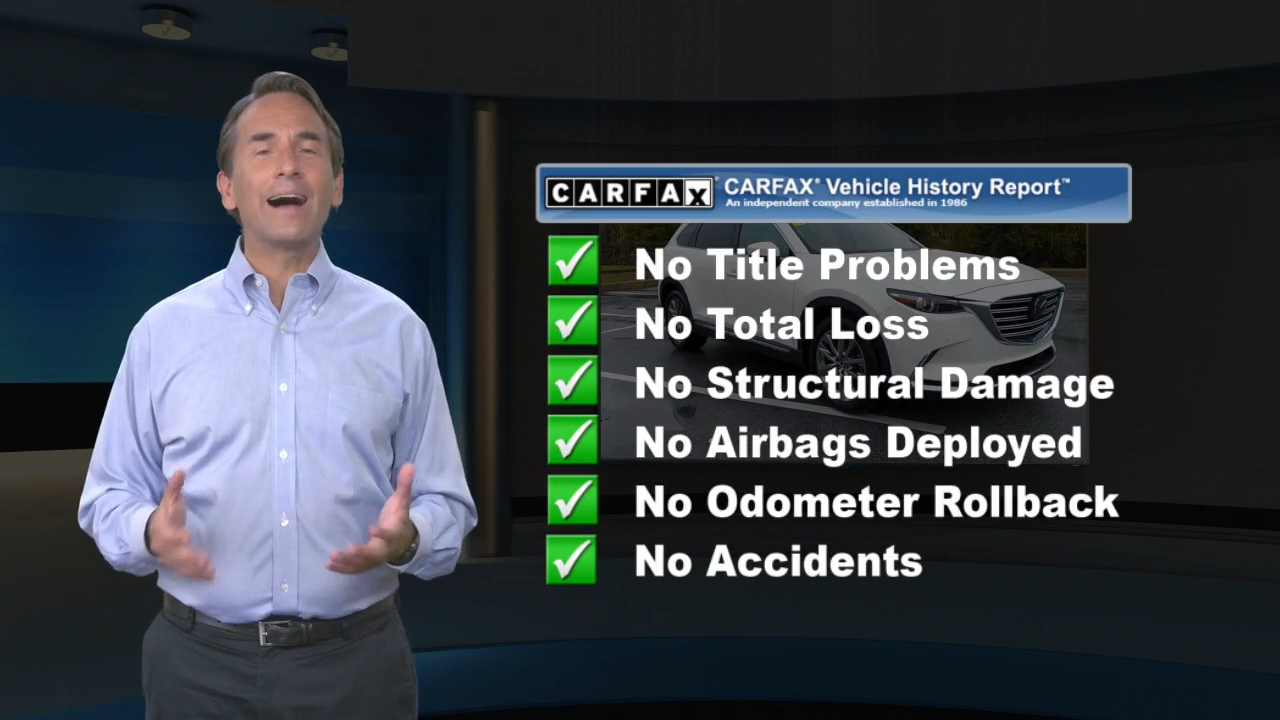 CARFAX® CARFAX® Vehicle History Report™
An independent company established in 1986
No Title Problems
No Total Loss
No Structural Damage
No Airbags Deployed
No Odometer Rollback
No Accidents